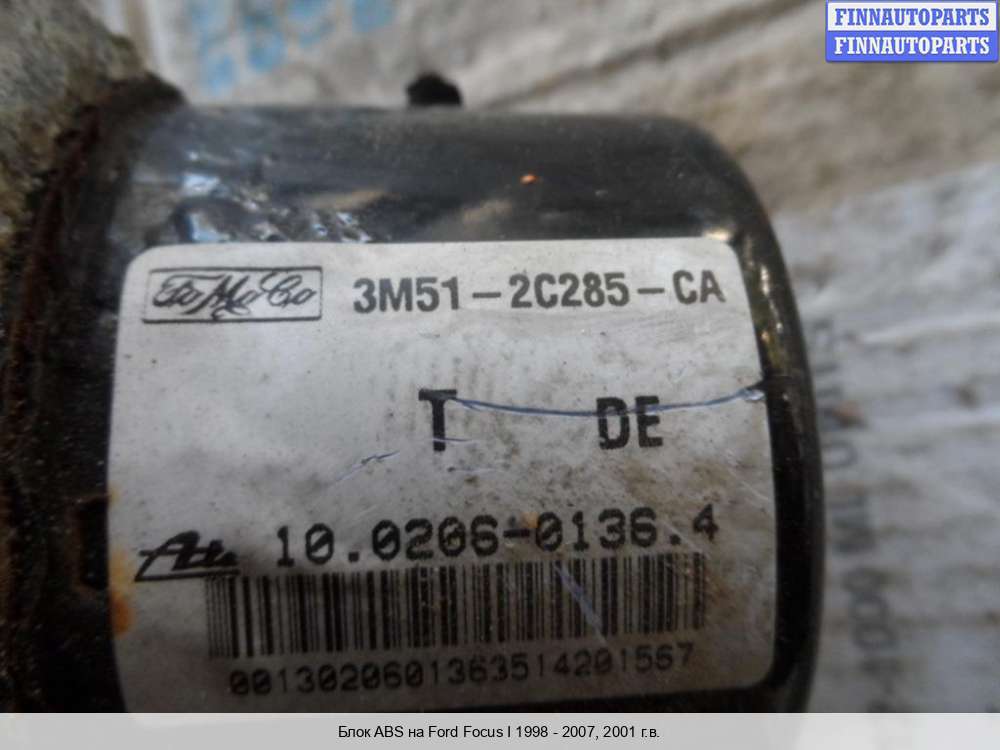 FINNAUTOPARTS
FINNAUTOPARTS
FoMoCo 3M51-2C285-CA
T DE
Ate 10.0206-0136.4
0013020601363514201567
Блок ABS на Ford Focus I 1998 - 2007, 2001 г.в.